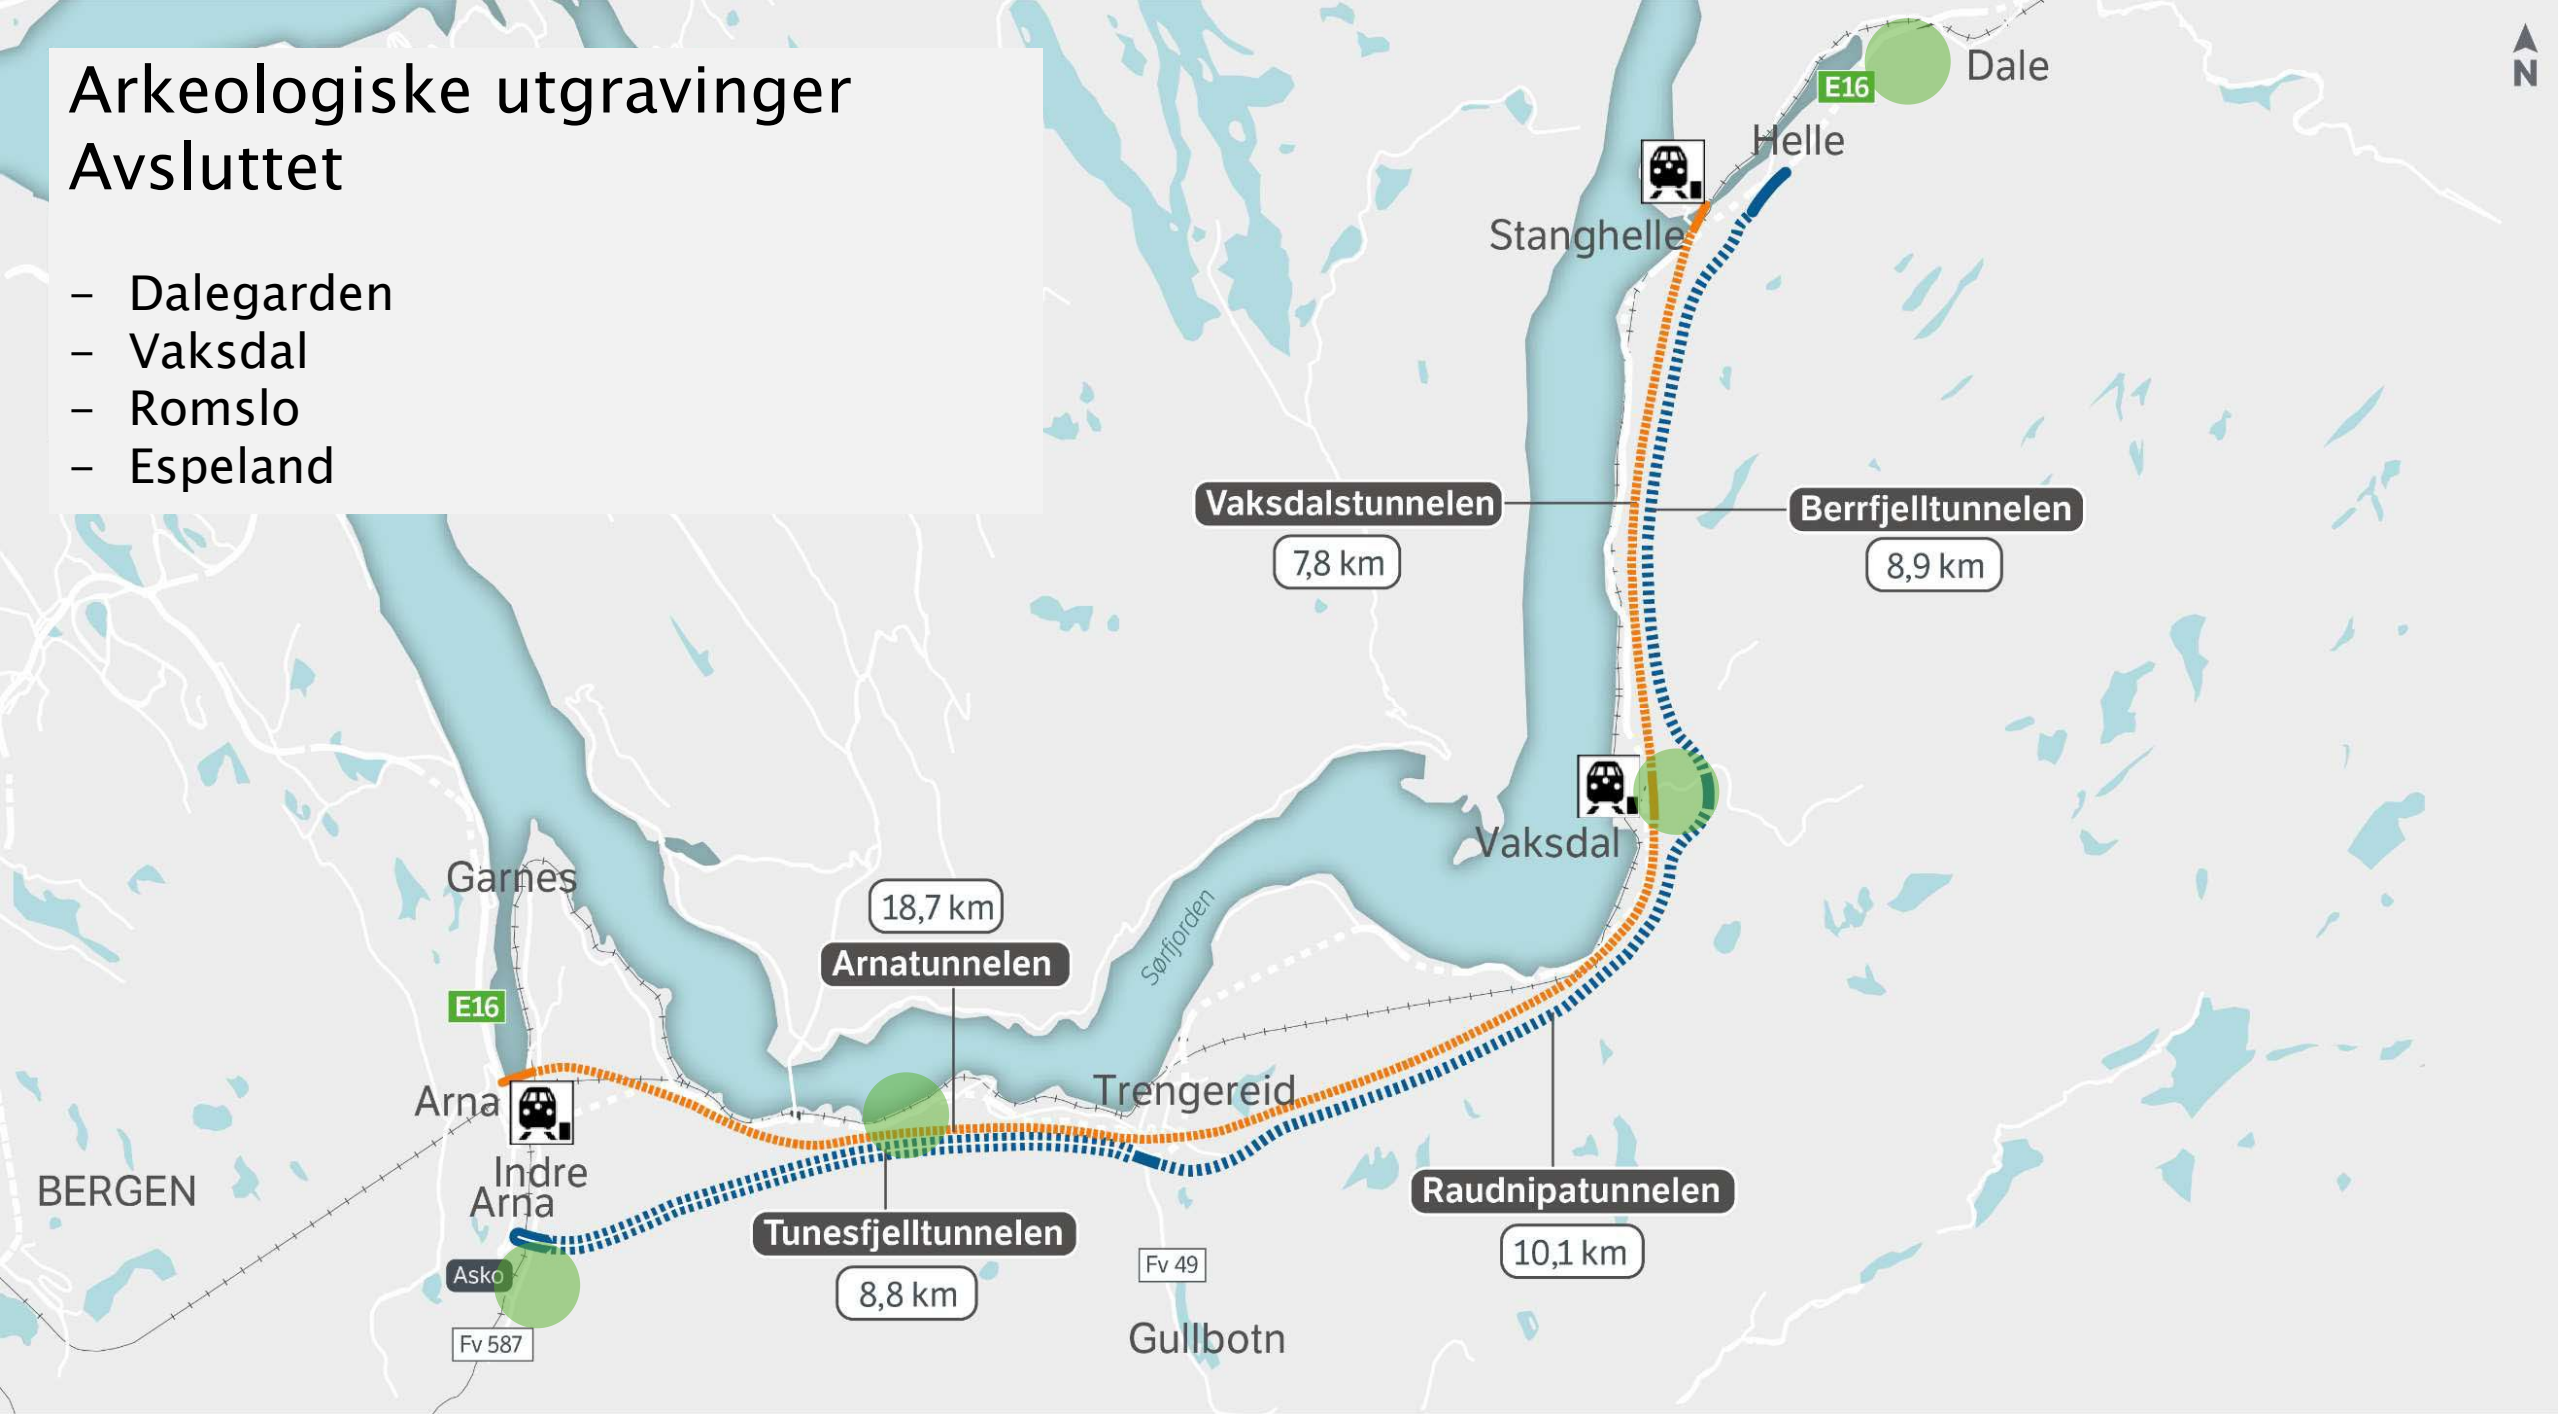 Arkeologiske utgravinger
Avsluttet
– Dalegarden
– Vaksdal
– Romslo
– Espeland
N
Dale
E16
Helle
Stanghelle
Vaksdalstunnelen
7,8 km
Berrfjelltunnelen
8,9 km
Vaksdal
Garnes
18,7 km
Arnatunnelen
Sørfjorden
E16
Arna
Trengereid
Indre
Arna
BERGEN
Raudnipatunnelen
10,1 km
Tunesfjelltunnelen
8,8 km
Asko
Fv 49
Fv 587
Gullbotn